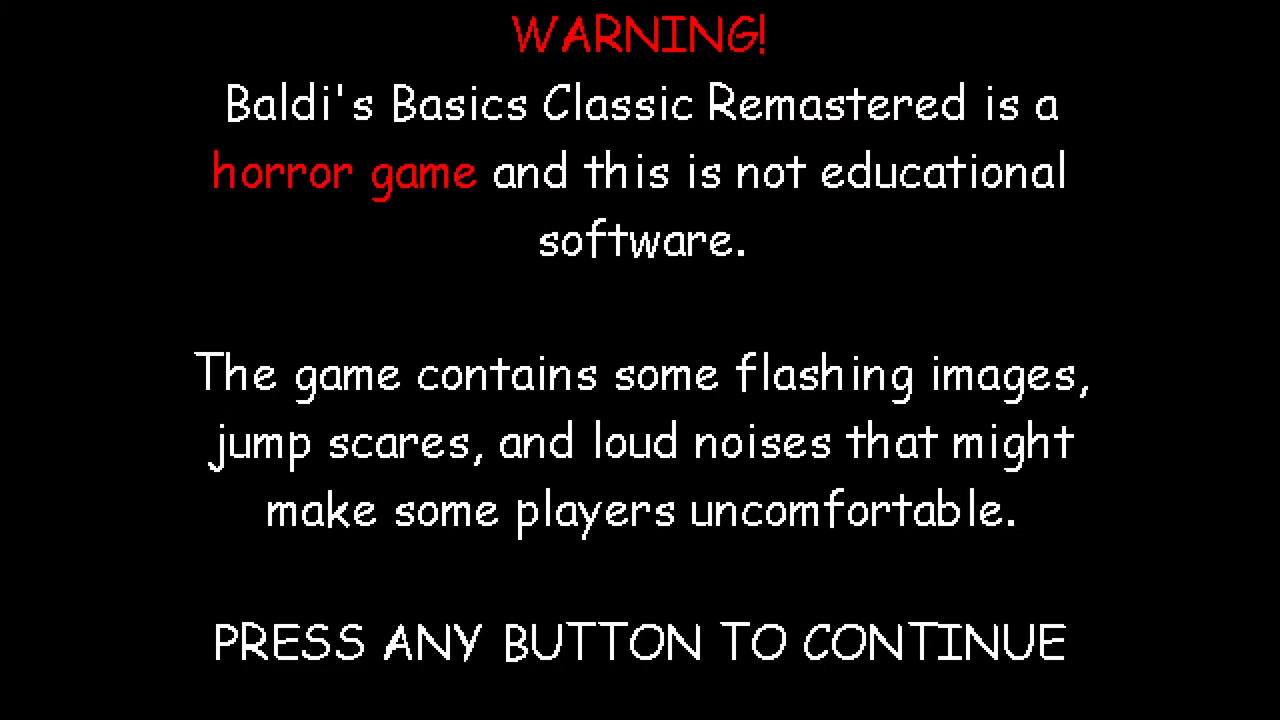 WARNING!
Baldi's Basics Classic Remastered is a
horror game and this is not educational
software.
The game contains some flashing images,
jump scares, and loud noises that might
make some players uncomfortable.
PRESS ANY BUTTON TO CONTINUE